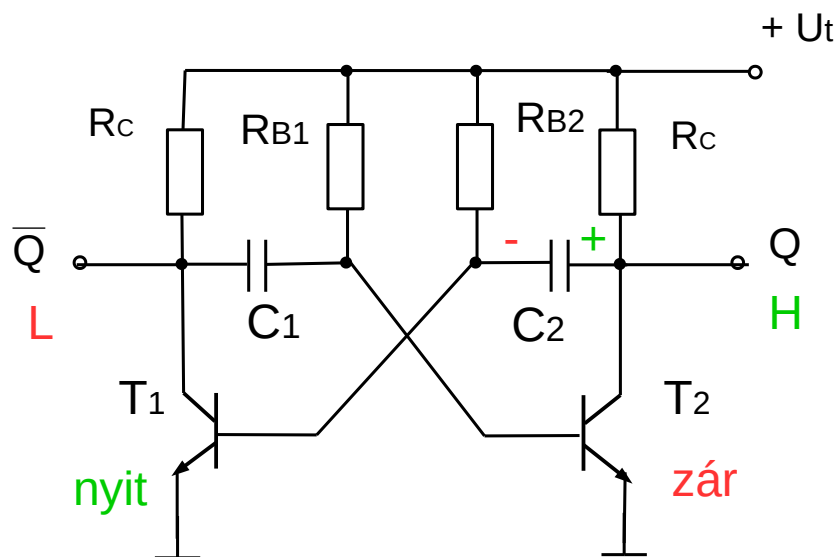 + Ut
RC
RB1
RB2
RC
Q̅
-
+
Q
L
C1
C2
H
T1
T2
nyit
zár